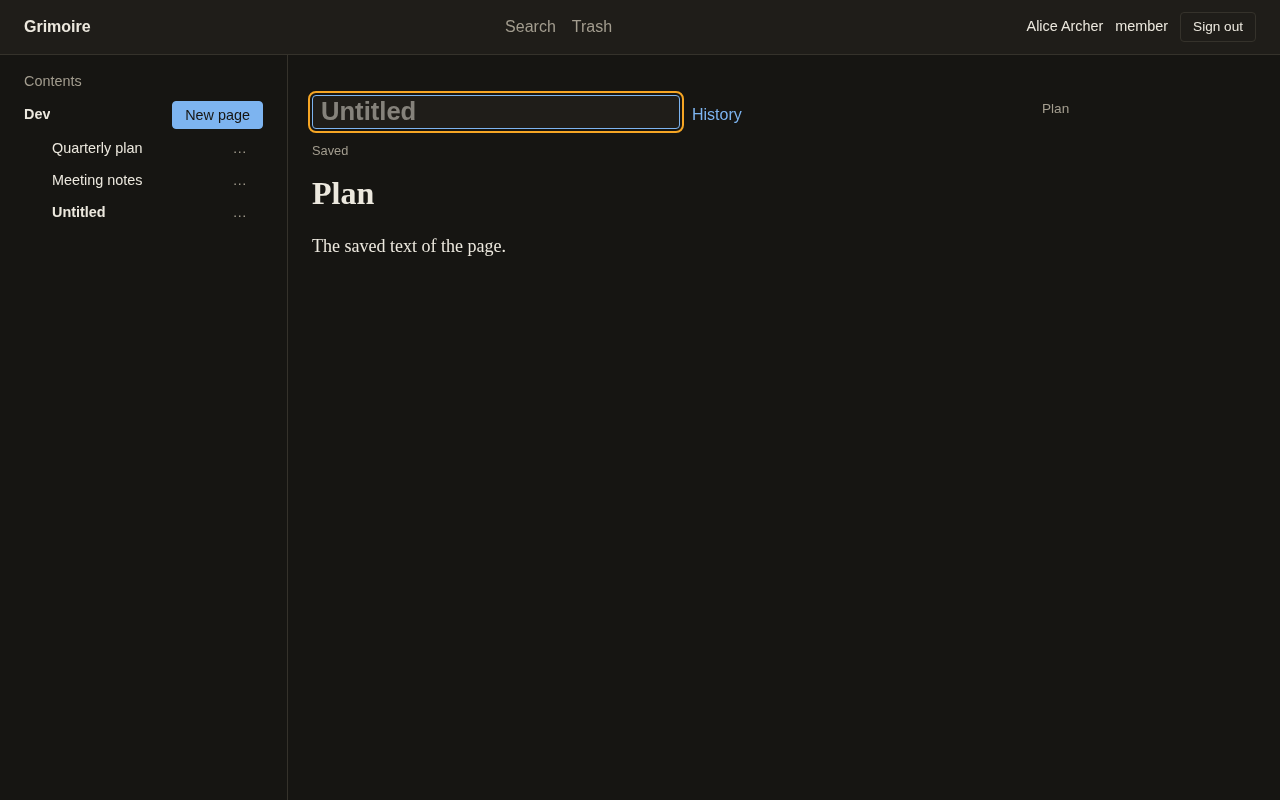 Grimoire
Search Trash
Alice Archer member Sign out
Contents
Dev New page
Quarterly plan ...
Meeting notes ...
Untitled ...
Untitled History
Saved
Plan
The saved text of the page.
Plan